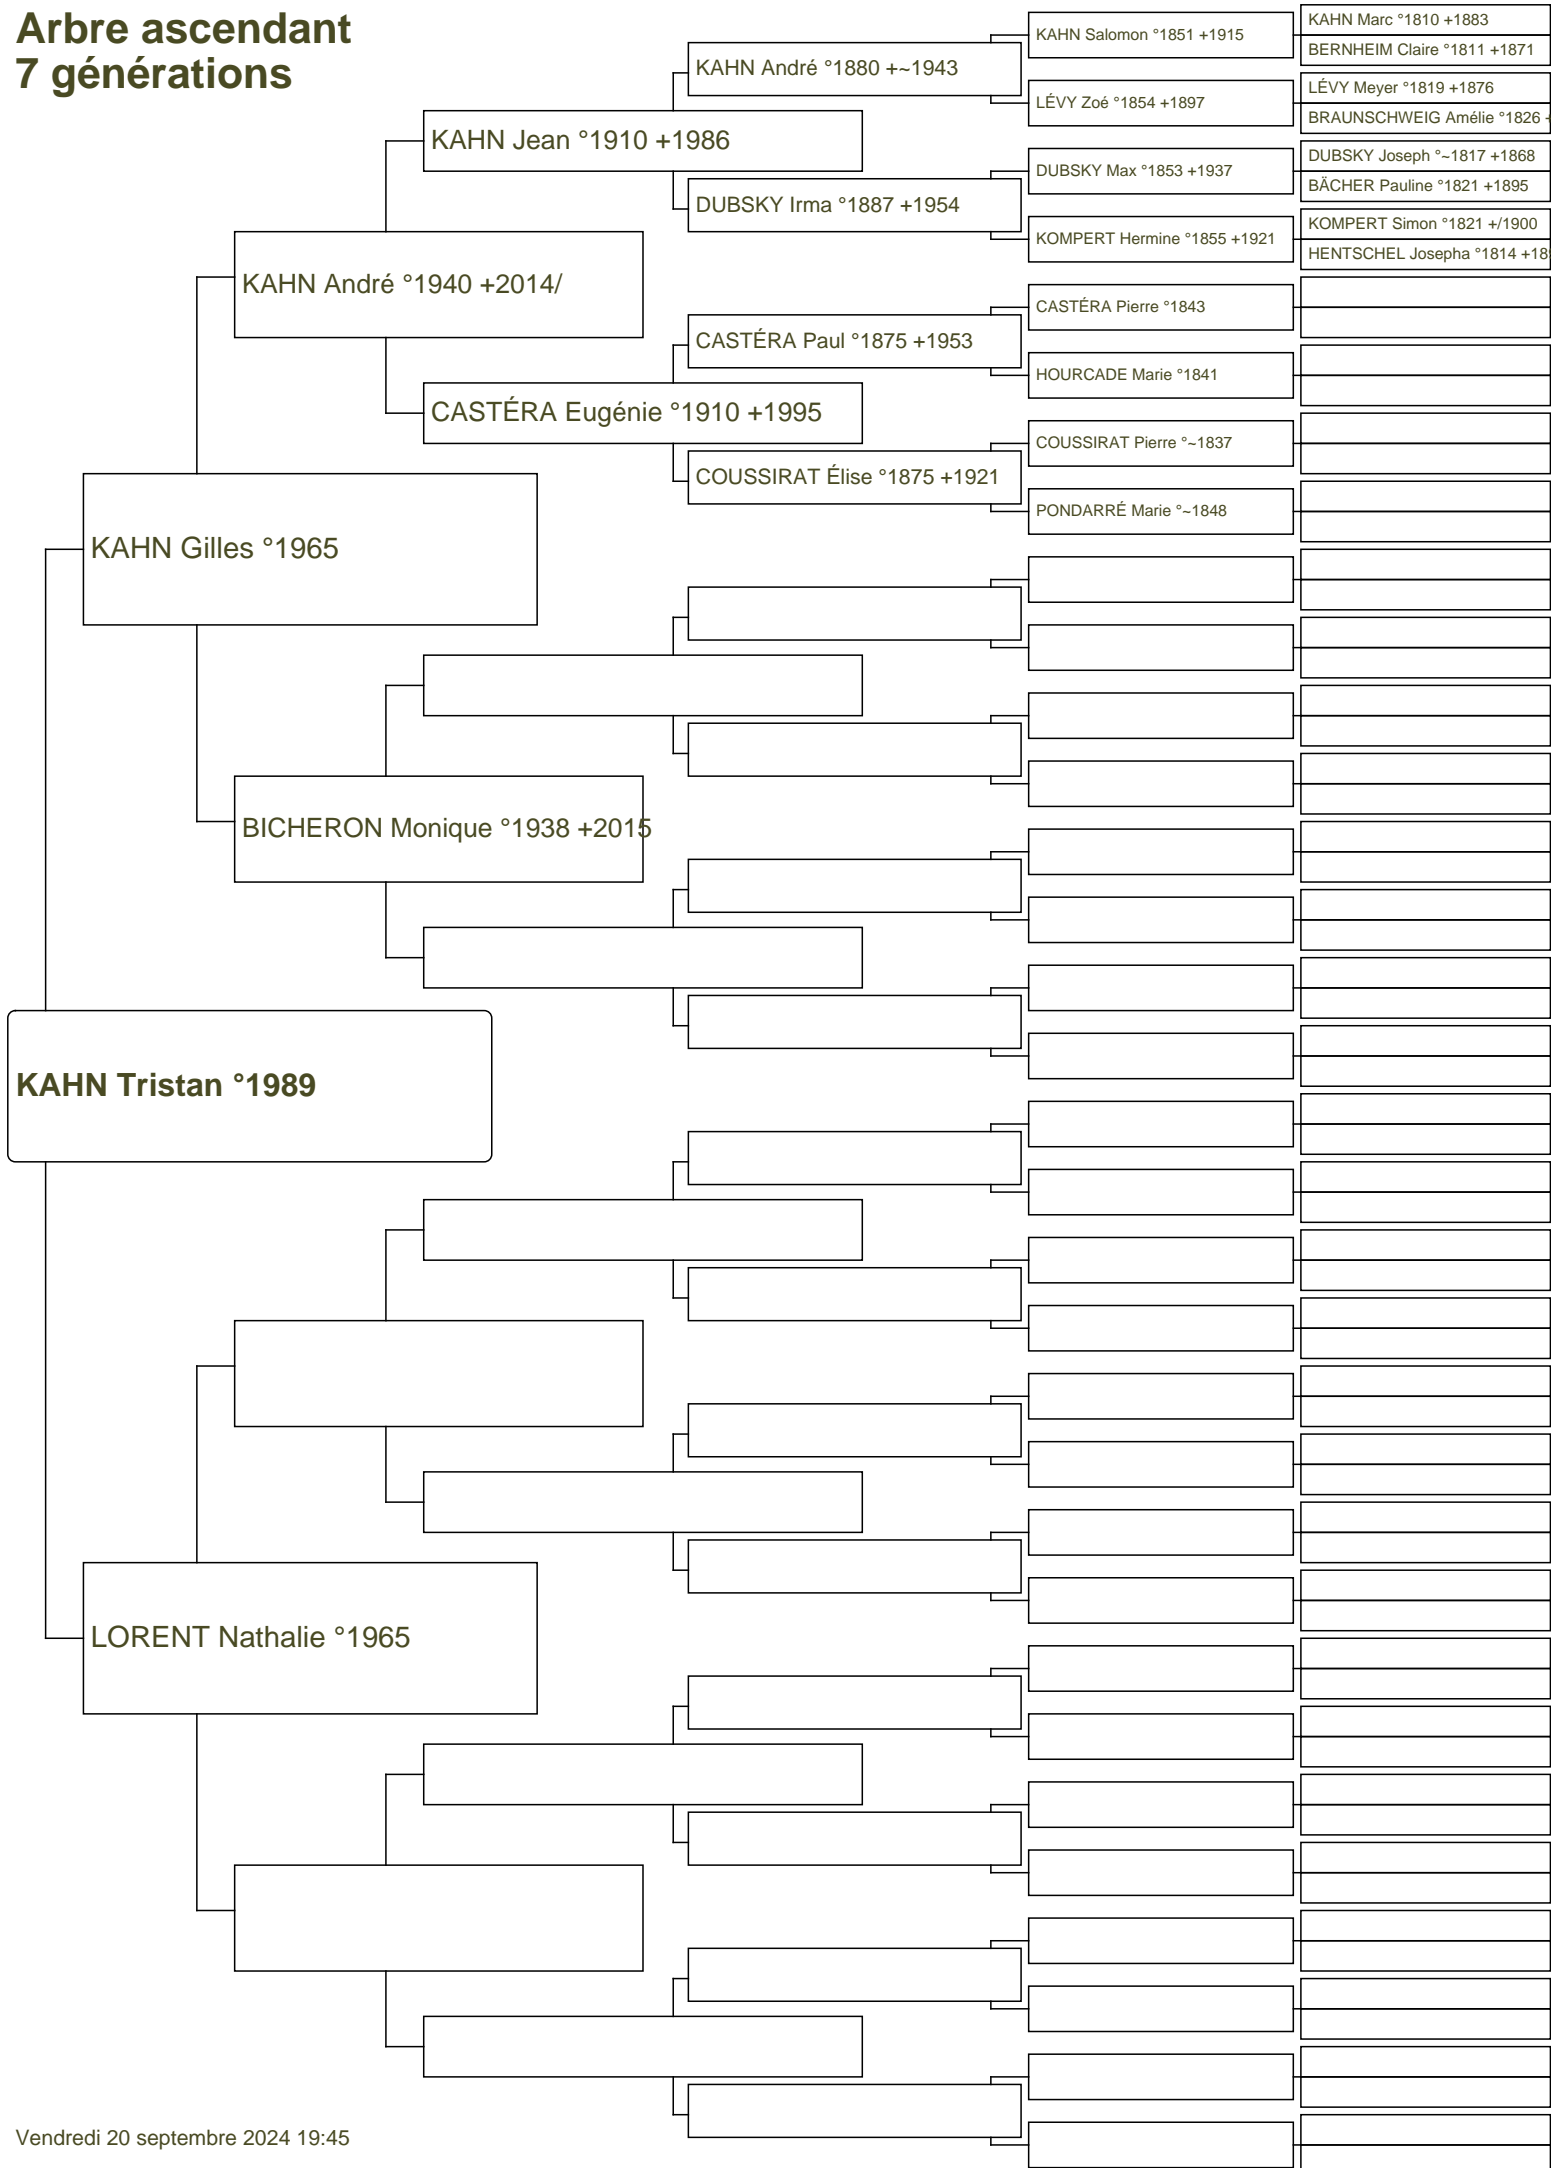 Arbre ascendant
7 générations
KAHN Salomon °1851 +1915
KAHN Marc °1810 +1883
BERNHEIM Claire °1811 +1871
KAHN André °1880 +~1943
LÉVY Zoé °1854 +1897
LÉVY Meyer °1819 +1876
BRAUNSCHWEIG Amélie °1826 +
KAHN Jean °1910 +1986
DUBSKY Max °1853 +1937
DUBSKY Joseph °~1817 +1868
BÄCHER Pauline °1821 +1895
DUBSKY Irma °1887 +1954
KOMPERT Hermine °1855 +1921
KOMPERT Simon °1821 +/1900
HENTSCHEL Josepha °1814 +18
KAHN André °1940 +2014/
CASTÉRA Pierre °1843
CASTÉRA Paul °1875 +1953
HOURCADE Marie °1841
CASTÉRA Eugénie °1910 +1995
COUSSIRAT Pierre °~1837
COUSSIRAT Élise °1875 +1921
PONDARRÉ Marie °~1848
KAHN Gilles °1965
BICHERON Monique °1938 +2015
KAHN Tristan °1989
LORENT Nathalie °1965
Vendredi 20 septembre 2024 19:45